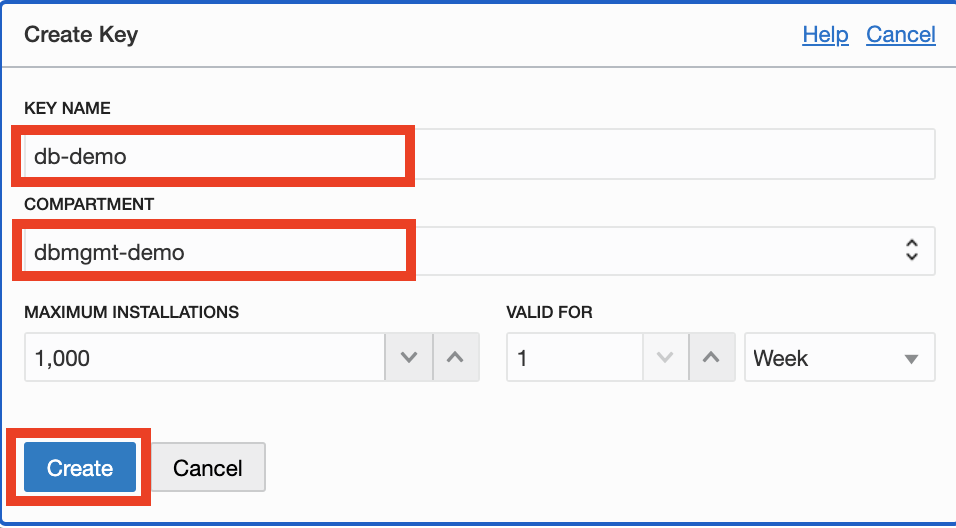 Create Key Help Cancel
KEY NAME
db-demo
COMPARTMENT
dbmgmt-demo
MAXIMUM INSTALLATIONS VALID FOR
1,000 1 Week
Create Cancel